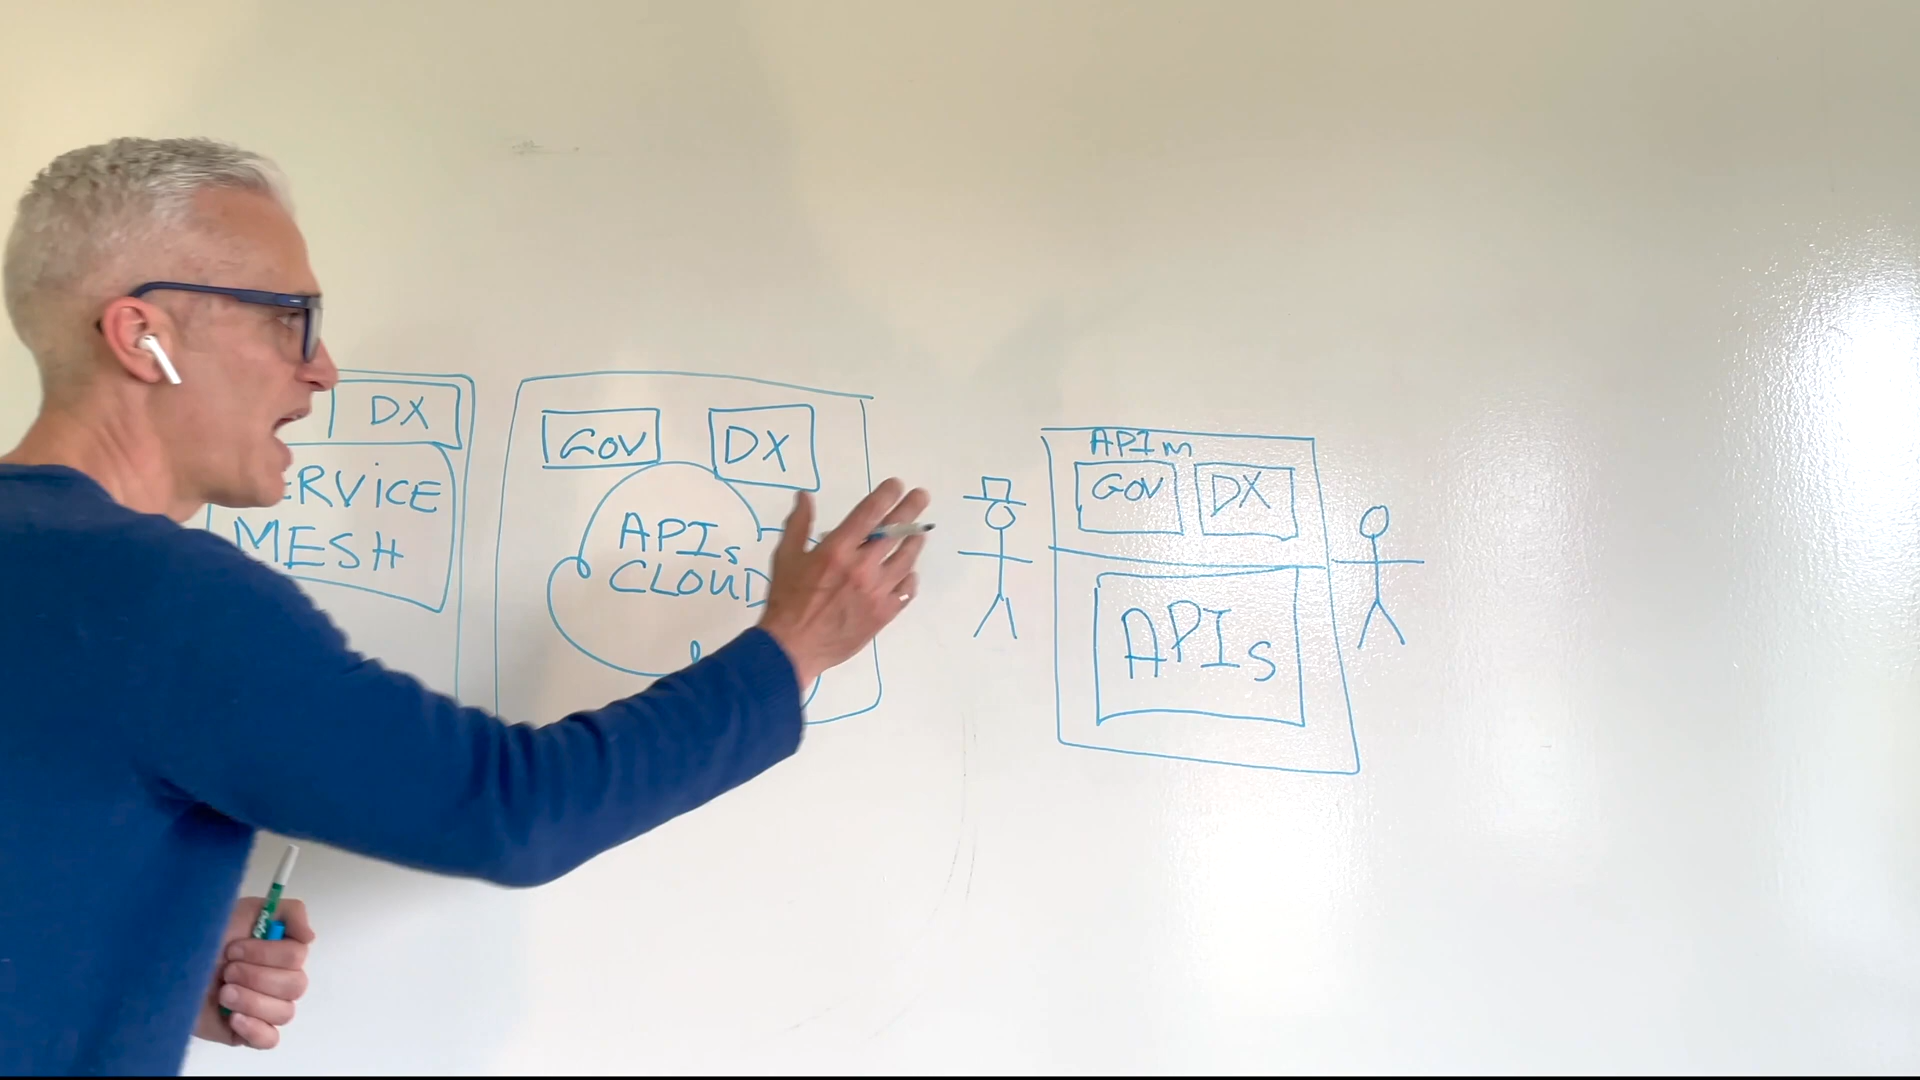 DX
ERVICE
MESH
GOV
DX
APIs
CLOUD
APIm
GOV
DX
APIs